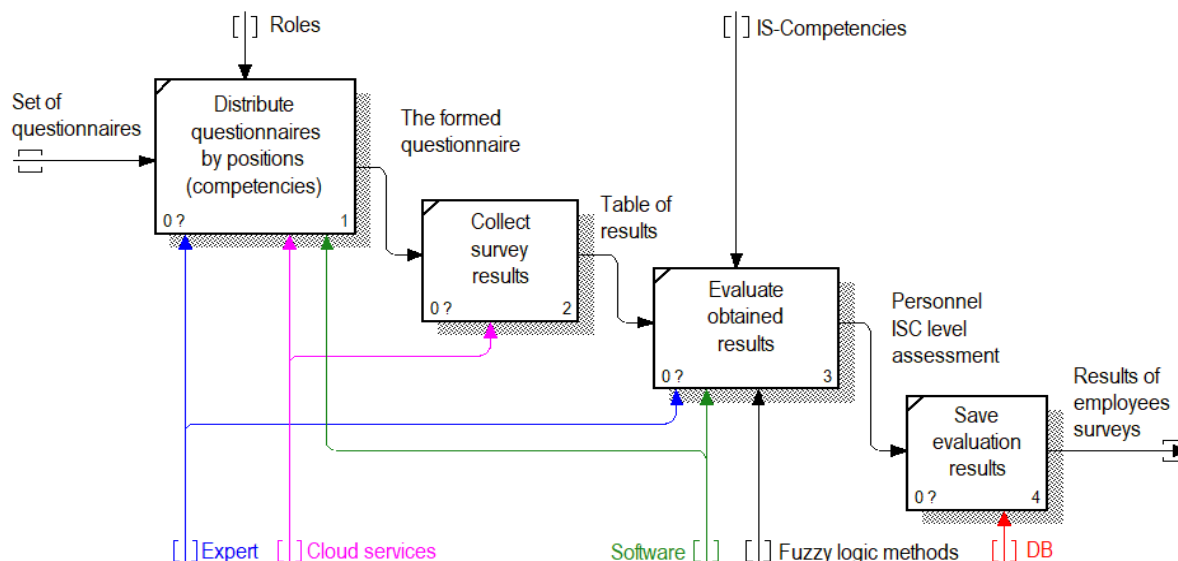 Roles
IS-Competencies
Set of
questionnaires
Distribute
questionnaires
by positions
(competencies)
0 ?
1
The formed
questionnaire
Collect
survey
results
0 ?
2
Table of
results
Evaluate
obtained
results
0 ?
3
Personnel
ISC level
assessment
Save
evaluation
results
0 ?
4
Results of
employees
surveys
Expert
Cloud services
Software
Fuzzy logic methods
DB